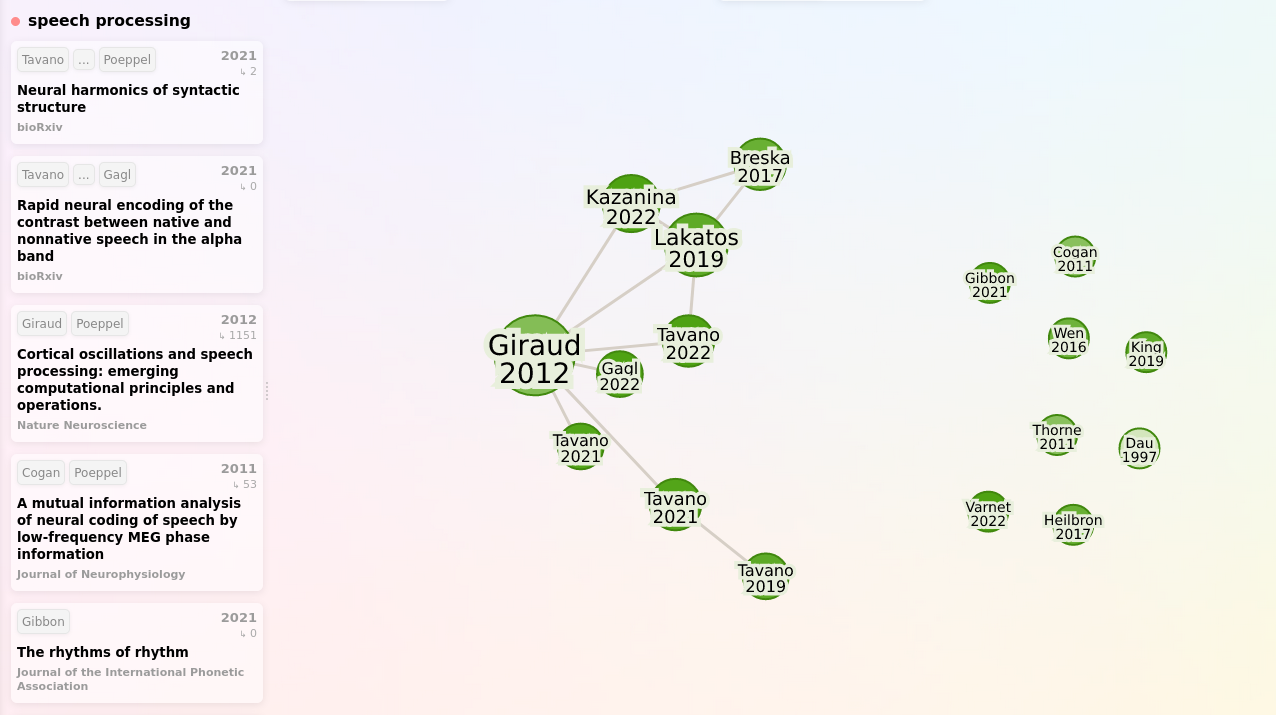 speech processing
Tavano ... Poeppel 2021
↳ 2
Neural harmonics of syntactic
structure
bioRxiv
Tavano ... Gagl 2021
↳ 0
Rapid neural encoding of the
contrast between native and
nonnative speech in the alpha
band
bioRxiv
Giraud Poeppel 2012
↳ 1151
Cortical oscillations and speech
processing: emerging
computational principles and
operations.
Nature Neuroscience
Cogan Poeppel 2011
↳ 53
A mutual information analysis
of neural coding of speech by
low-frequency MEG phase
information
Journal of Neurophysiology
Gibbon 2021
↳ 0
The rhythms of rhythm
Journal of the International Phonetic
Association
Breska
2017
Kazanina
2022
Lakatos
2019
Giraud
2012
Tavano
2022
Gagl
2022
Tavano
2021
Tavano
2021
Tavano
2019
Cogan
2011
Gibbon
2021
Wen
2016
King
2019
Thorne
2011
Dau
1997
Varnet
2022
Heilbron
2017